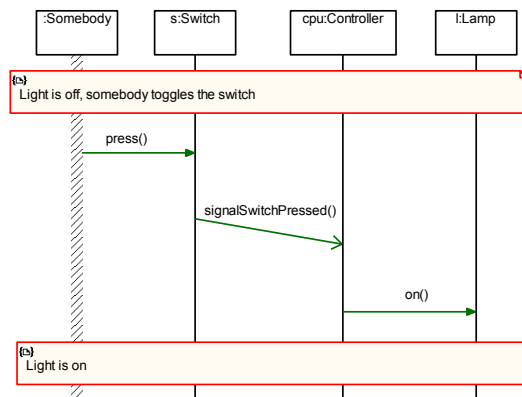 :Somebody
s:Switch
cpu:Controller
l:Lamp
Light is off, somebody toggles the switch
press()
signalSwitchPressed()
on()
Light is on